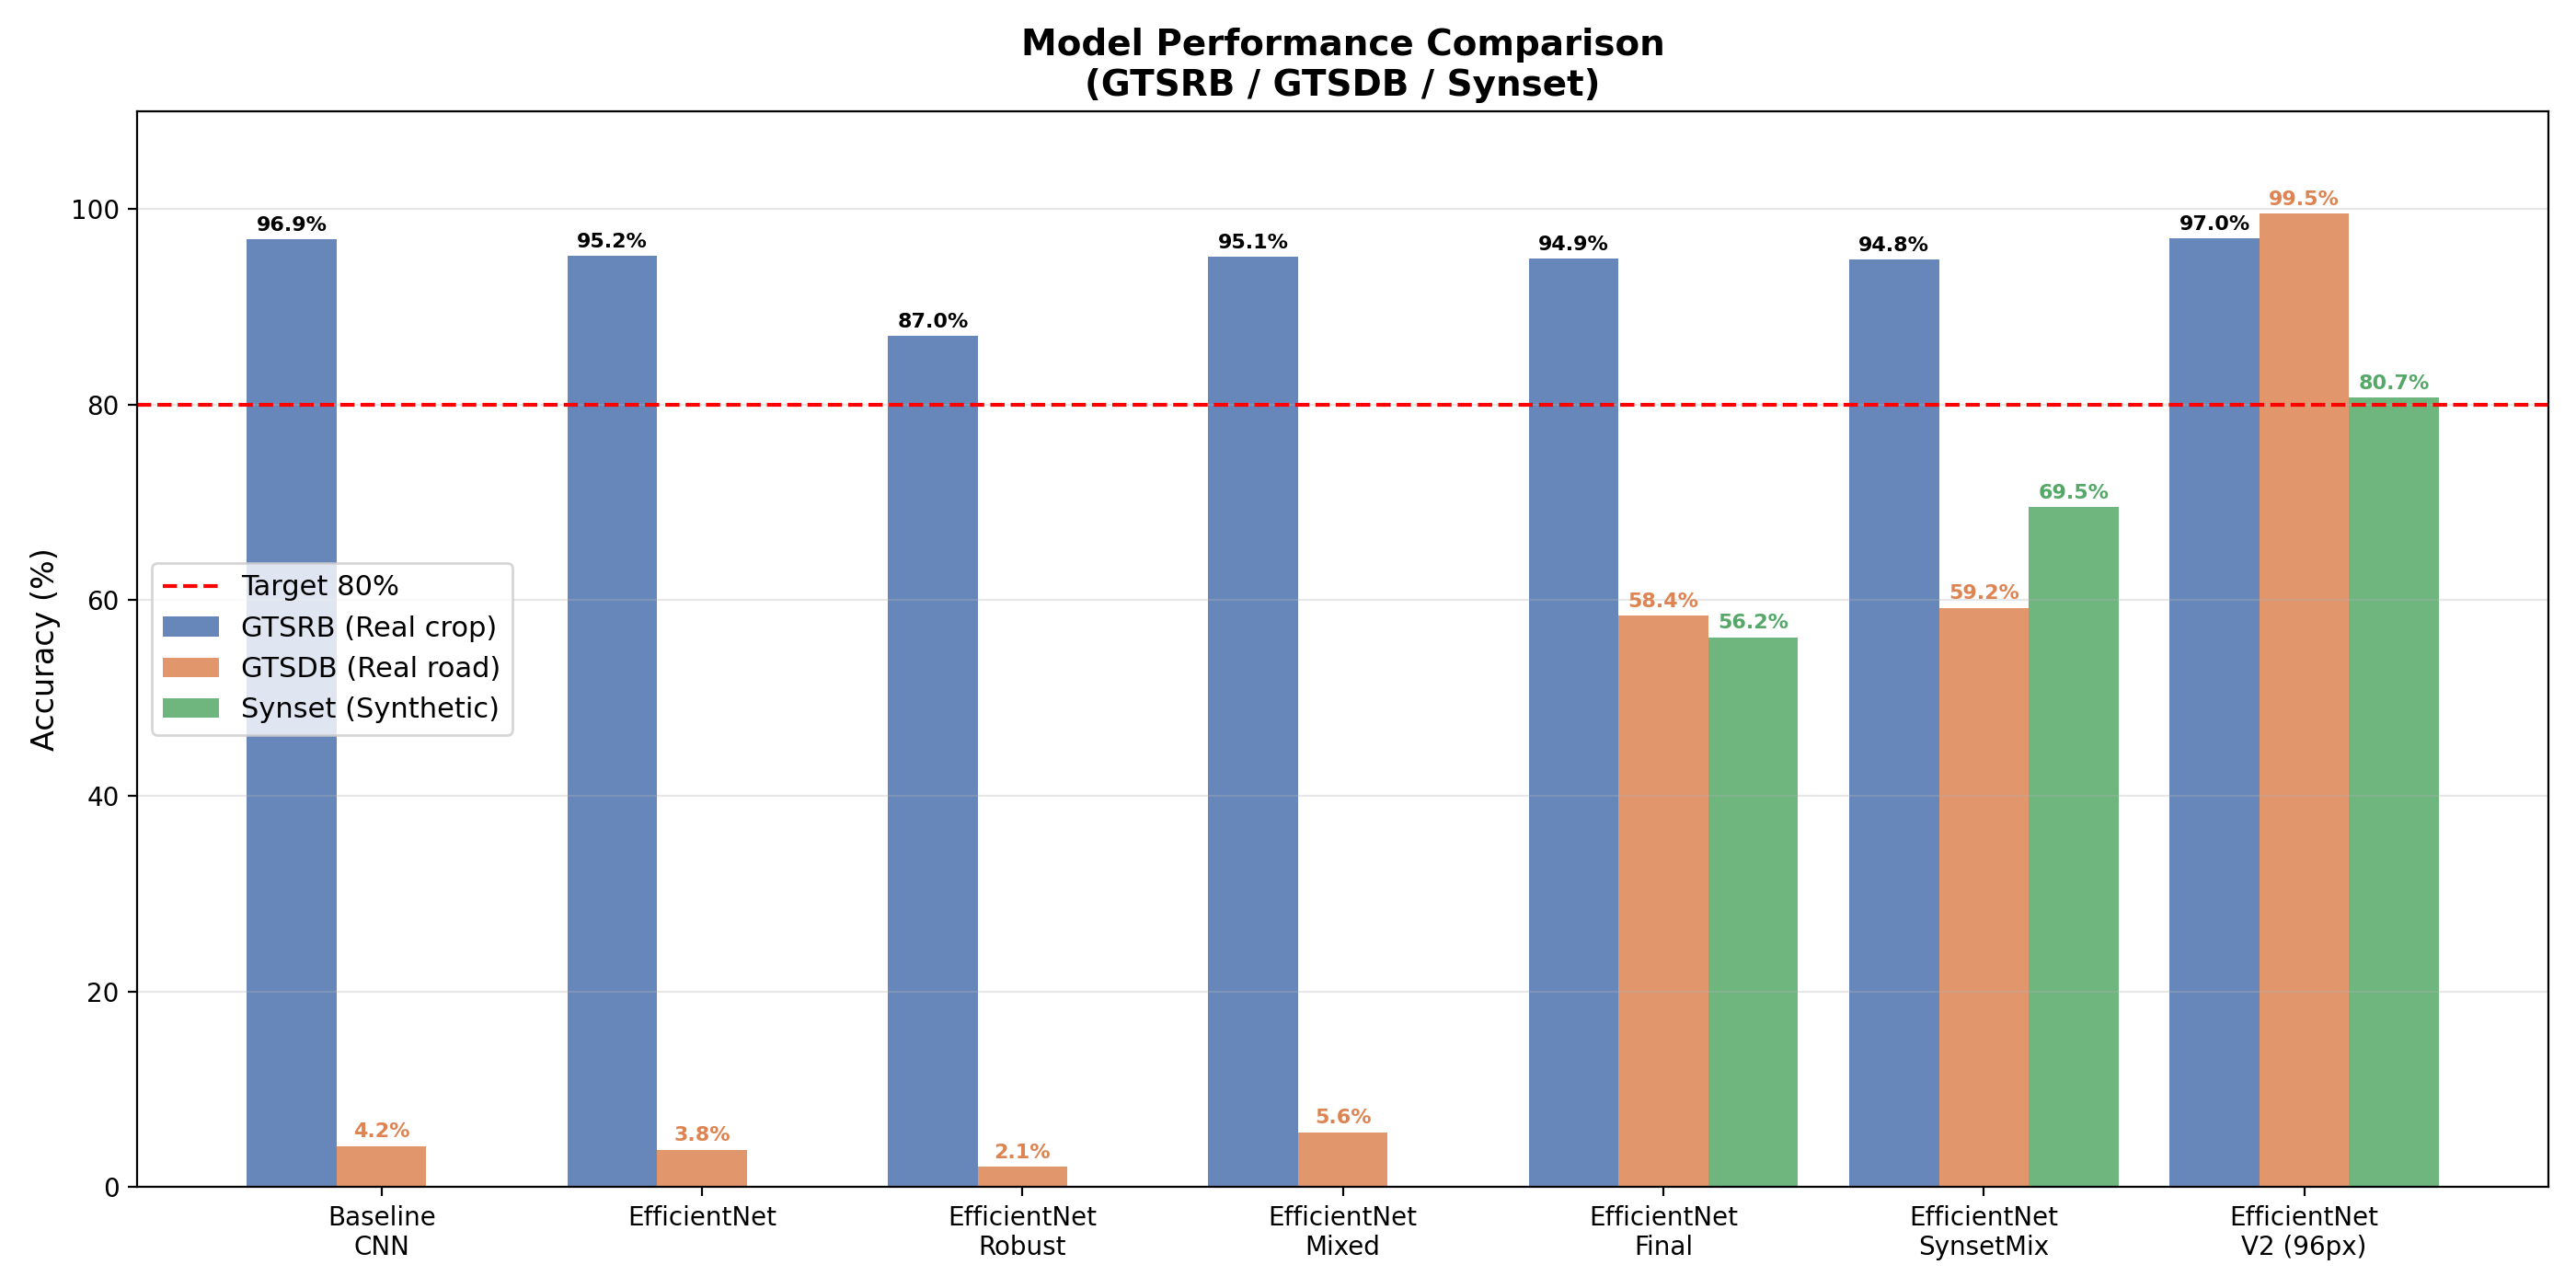 Model Performance Comparison
(GTSRB / GTSDB / Synset)
Accuracy (%)
100
80
60
40
20
0
96.9%
4.2%
95.2%
3.8%
87.0%
2.1%
95.1%
5.6%
94.9%
58.4%
56.2%
94.8%
59.2%
69.5%
97.0%
99.5%
80.7%
Target 80%
GTSRB (Real crop)
GTSDB (Real road)
Synset (Synthetic)
Baseline
CNN
EfficientNet
EfficientNet
Robust
EfficientNet
Mixed
EfficientNet
Final
EfficientNet
SynsetMix
EfficientNet
V2 (96px)